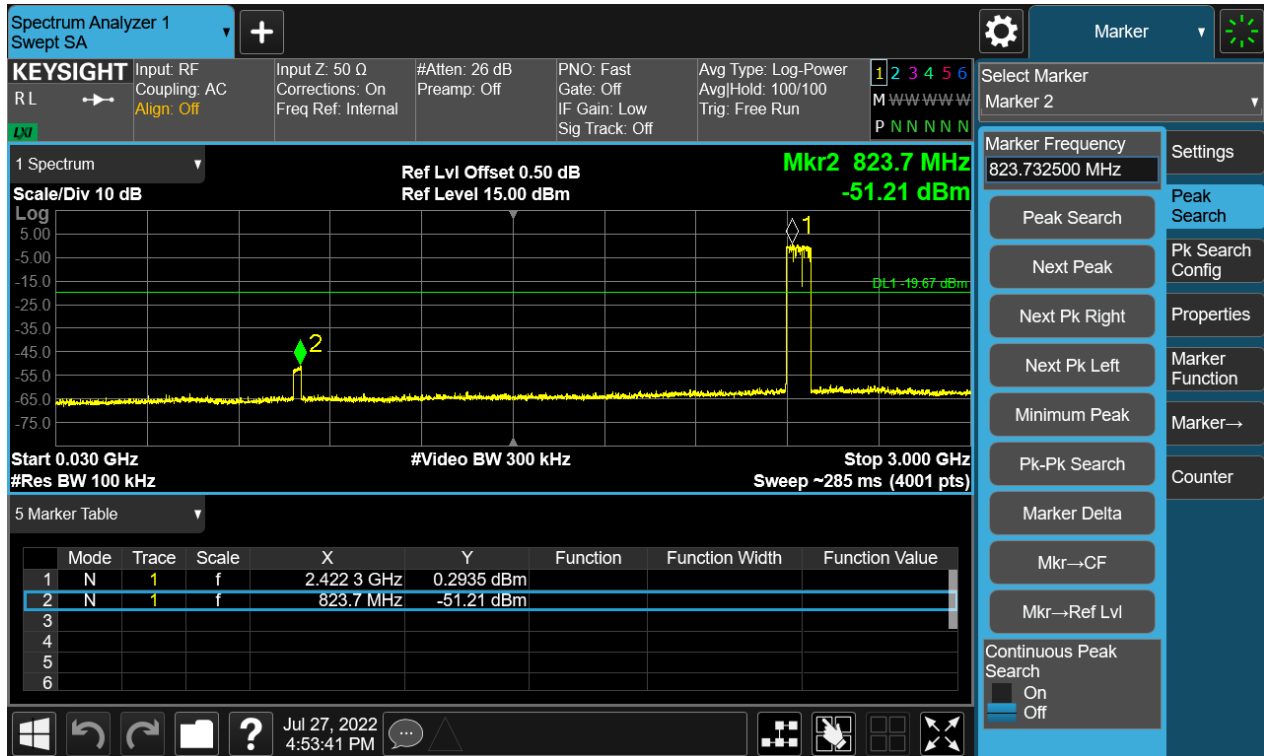 Spectrum Analyzer 1
Swept SA
Marker
KEYSIGHT
R L
LXI
Input: RF
Coupling: AC
Align: Off
Input Z: 50 Ω
Corrections: On
Freq Ref: Internal
#Atten: 26 dB
Preamp: Off
PNO: Fast
Gate: Off
IF Gain: Low
Sig Track: Off
Avg Type: Log-Power
Avg|Hold: 100/100
Trig: Free Run
1 2 3 4 5 6
M W W W W W
P N N N N N
Select Marker
Marker 2
1 Spectrum
Scale/Div 10 dB
Ref Lvl Offset 0.50 dB
Ref Level 15.00 dBm
Mkr2 823.7 MHz
-51.21 dBm
Log
5.00
-5.00
-15.0
-25.0
-35.0
-45.0
-55.0
-65.0
-75.0
1
2
DL1 -19.67 dBm
Start 0.030 GHz
#Res BW 100 kHz
#Video BW 300 kHz
Stop 3.000 GHz
Sweep ~285 ms (4001 pts)
5 Marker Table
Mode Trace Scale X Y Function Function Width Function Value
1 N 1 f 2.422 3 GHz 0.2935 dBm
2 N 1 f 823.7 MHz -51.21 dBm
3
4
5
6
Marker Frequency
823.732500 MHz
Peak Search
Next Peak
Next Pk Right
Next Pk Left
Minimum Peak
Pk-Pk Search
Marker Delta
Mkr→CF
Mkr→Ref Lvl
Continuous Peak
Search
On
Off
Settings
Peak
Search
Pk Search
Config
Properties
Marker
Function
Marker→
Counter
?
Jul 27, 2022
4:53:41 PM